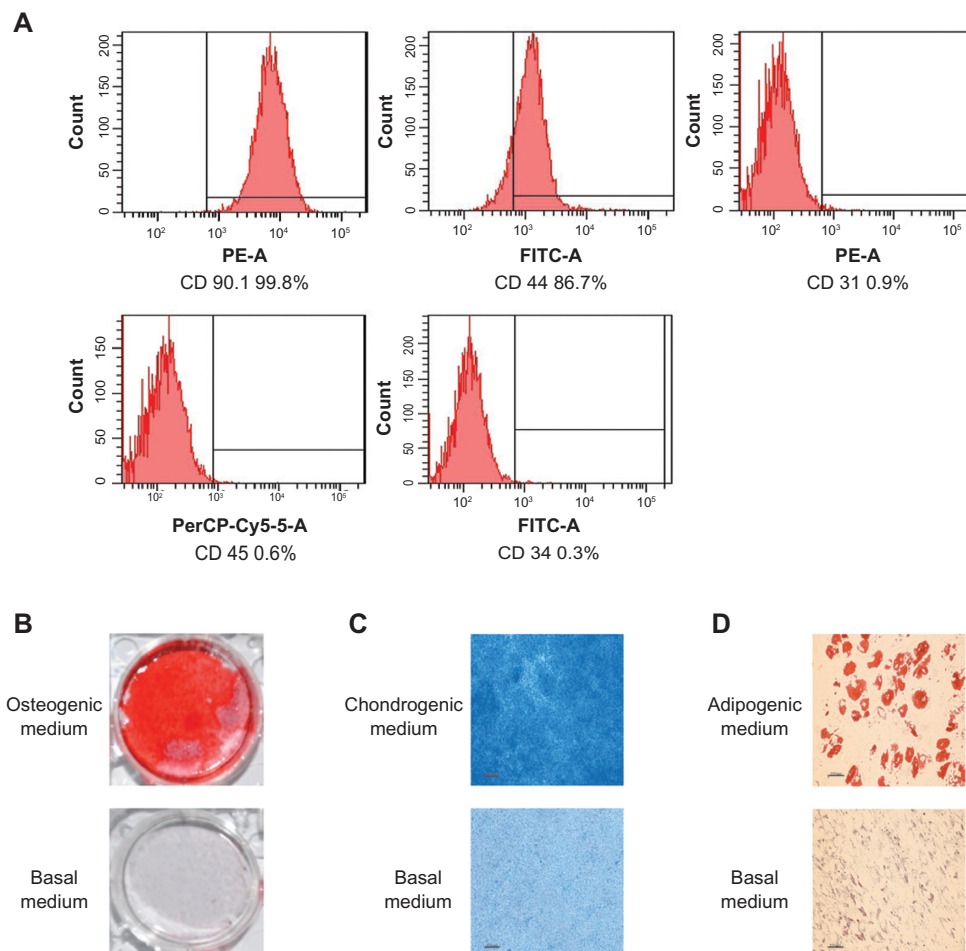 A
Count
0 50 100 150 200
10² 10³ 10⁴ 10⁵
PE-A
CD 90.1 99.8%
Count
0 50 100 150 200
10² 10³ 10⁴ 10⁵
FITC-A
CD 44 86.7%
Count
0 50 100 150 200
10² 10³ 10⁴ 10⁵
PE-A
CD 31 0.9%
Count
0 50 100 150
10² 10³ 10⁴ 10⁵
PerCP-Cy5-5-A
CD 45 0.6%
Count
0 50 100 150 200
10² 10³ 10⁴ 10⁵
FITC-A
CD 34 0.3%
B
Osteogenic
medium
Basal
medium
C
Chondrogenic
medium
Basal
medium
D
Adipogenic
medium
Basal
medium